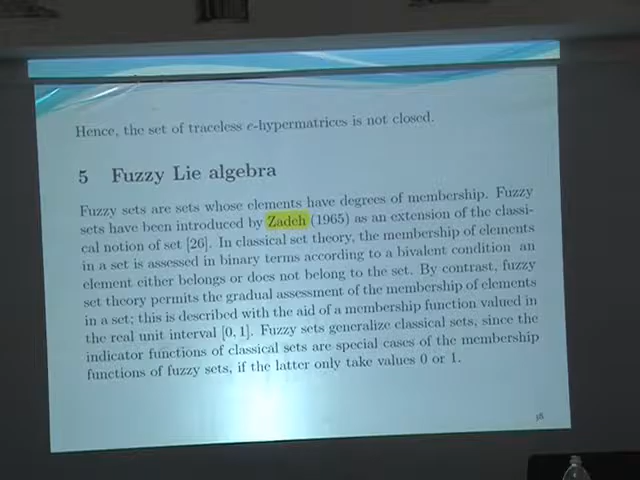 Hence, the set of traceless c-hypermatrices is not closed.
5 Fuzzy Lie algebra
Fuzzy sets are sets whose elements have degrees of membership. Fuzzy
sets have been introduced by Zadeh (1965) as an extension of the classi-
cal notion of set [26]. In classical set theory, the membership of elements
in a set is assessed in binary terms according to a bivalent condition an
element either belongs or does not belong to the set. By contrast, fuzzy
set theory permits the gradual assessment of the membership of elements
in a set; this is described with the aid of a membership function valued in
the real unit interval [0, 1]. Fuzzy sets generalize classical sets, since the
indicator functions of classical sets are special cases of the membership
functions of fuzzy sets, if the latter only take values 0 or 1.
38